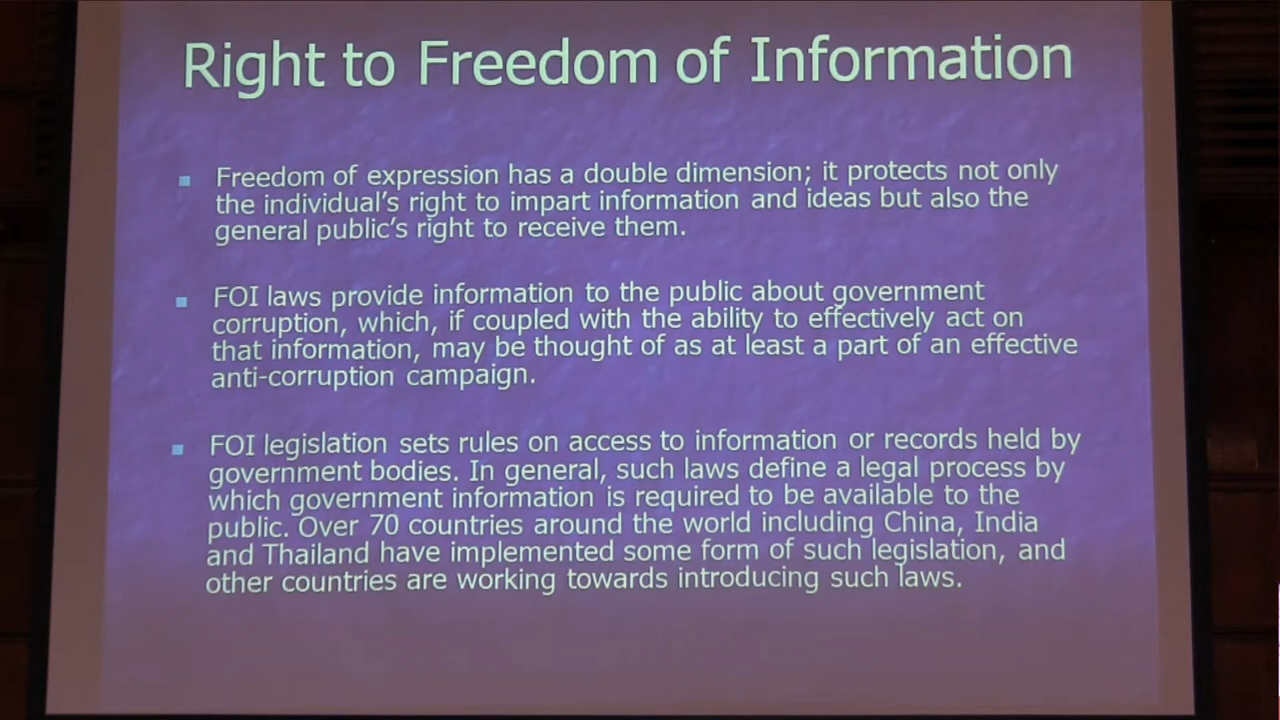 Right to Freedom of Information
Freedom of expression has a double dimension; it protects not only
the individual's right to impart information and ideas but also the
general public's right to receive them.
FOI laws provide information to the public about government
corruption, which, if coupled with the ability to effectively act on
that information, may be thought of as at least a part of an effective
anti-corruption campaign.
FOI legislation sets rules on access to information or records held by
government bodies. In general, such laws define a legal process by
which government information is required to be available to the
public. Over 70 countries around the world including China, India
and Thailand have implemented some form of such legislation, and
other countries are working towards introducing such laws.